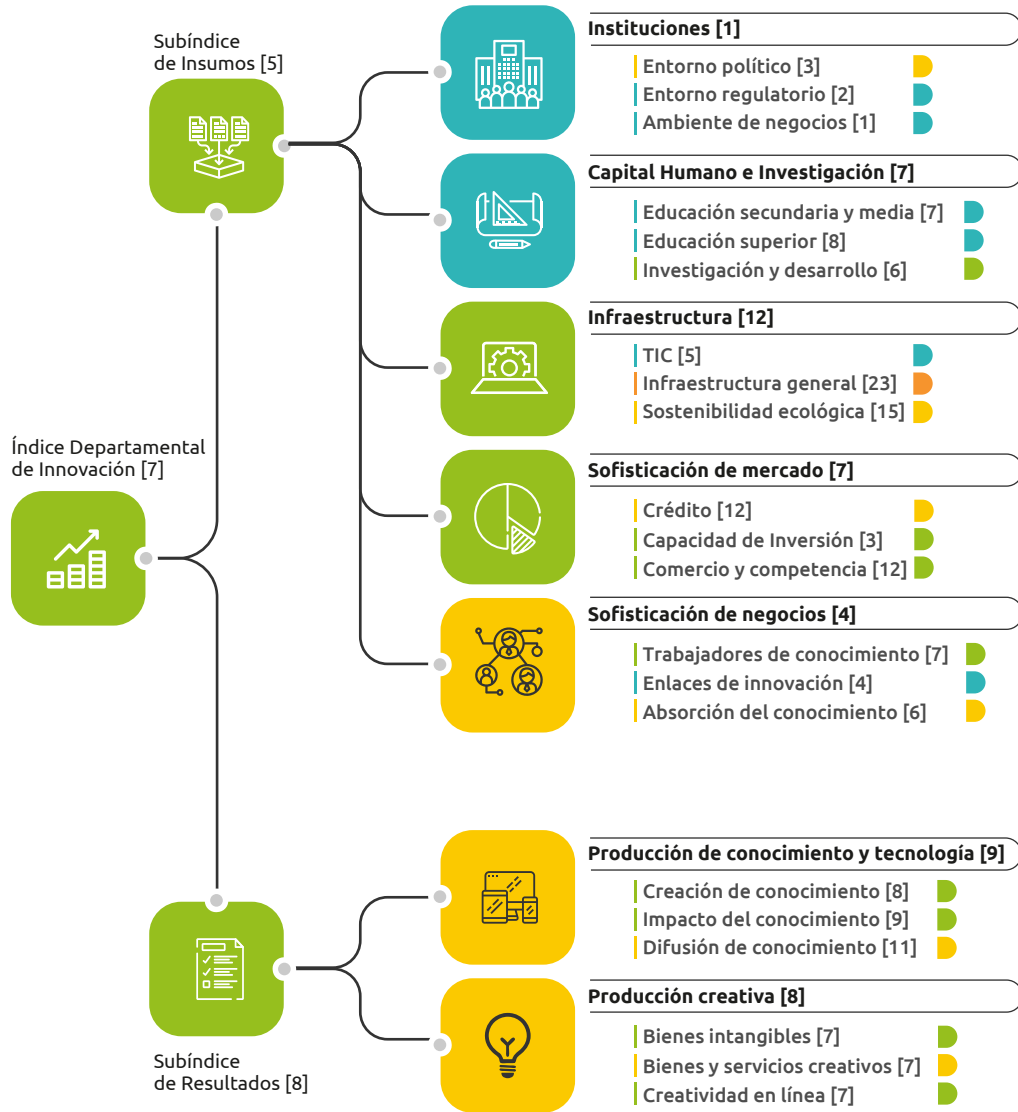 Subíndice
de Insumos [5]
Instituciones [1]
Entorno político [3]
Entorno regulatorio [2]
Ambiente de negocios [1]
Capital Humano e Investigación [7]
Educación secundaria y media [7]
Educación superior [8]
Investigación y desarrollo [6]
Infraestructura [12]
TIC [5]
Infraestructura general [23]
Sostenibilidad ecológica [15]
Índice Departamental
de Innovación [7]
Sofisticación de mercado [7]
Crédito [12]
Capacidad de Inversión [3]
Comercio y competencia [12]
Sofisticación de negocios [4]
Trabajadores de conocimiento [7]
Enlaces de innovación [4]
Absorción del conocimiento [6]
Producción de conocimiento y tecnología [9]
Creación de conocimiento [8]
Impacto del conocimiento [9]
Difusión de conocimiento [11]
Producción creativa [8]
Bienes intangibles [7]
Bienes y servicios creativos [7]
Creatividad en línea [7]
Subíndice
de Resultados [8]